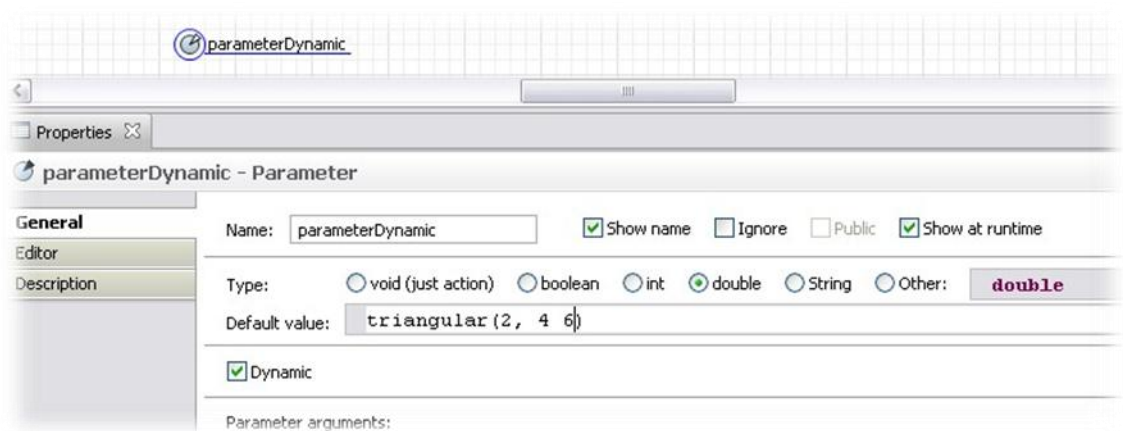 parameterDynamic
Properties
parameterDynamic - Parameter
General
Name: parameterDynamic Show name Ignore Public Show at runtime
Editor
Description
Type: void (just action) boolean int double String Other: double
Default value: triangular(2, 4 6)
Dynamic
Parameter arguments: